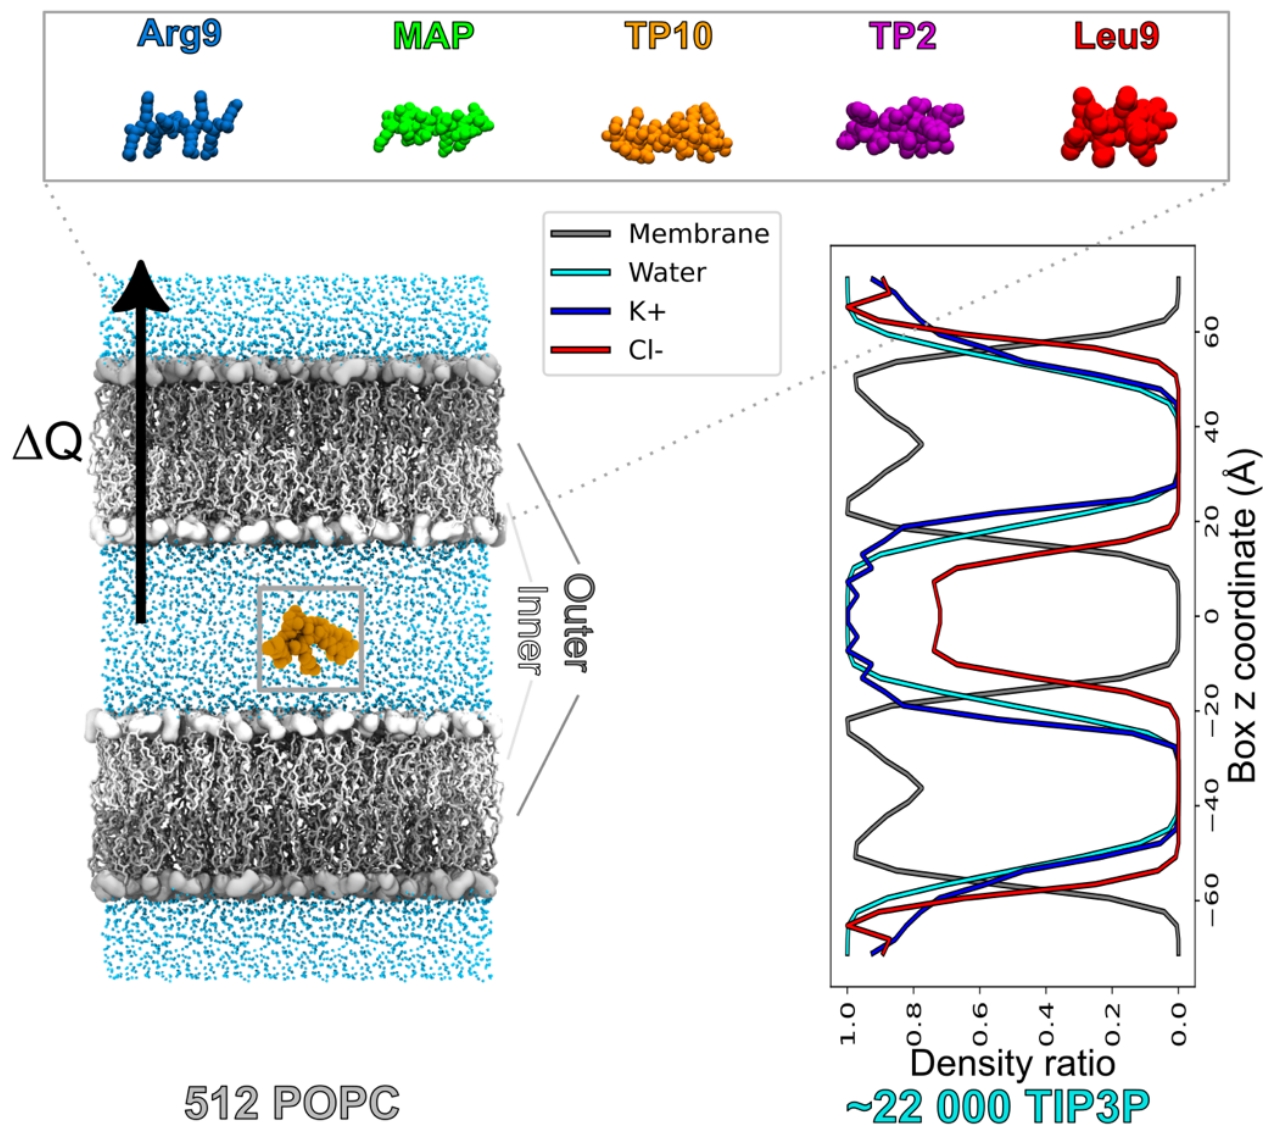 Arg9 MAP TP10 TP2 Leu9
Membrane
Water
K+
Cl-
ΔQ
Outer
Inner
60
40
20
0
−20
−40
−60
Box z coordinate (Å)
1.0 0.8 0.6 0.4 0.2 0.0
Density ratio
512 POPC
~22 000 TIP3P